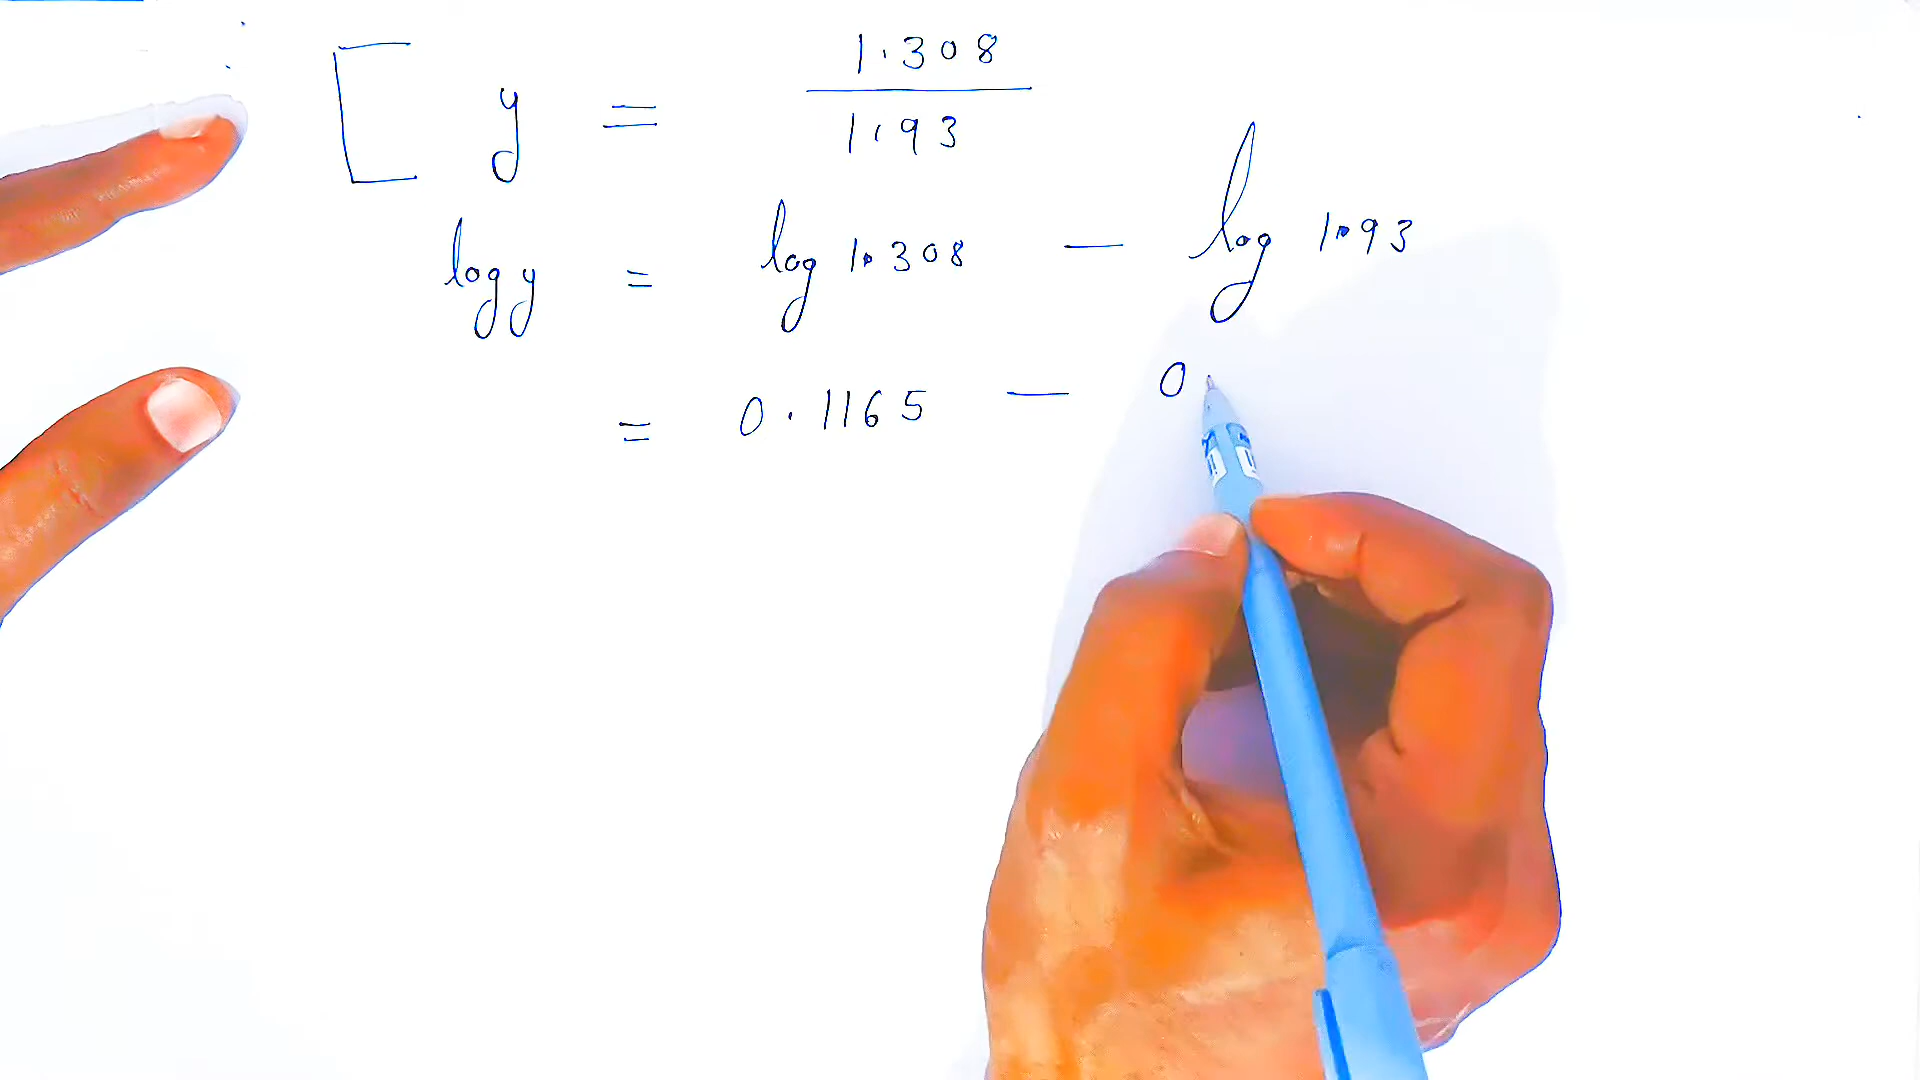 y = 1.308 / 1.93
log y = log 1.308 — log 1.93
= 0.1165 — 0